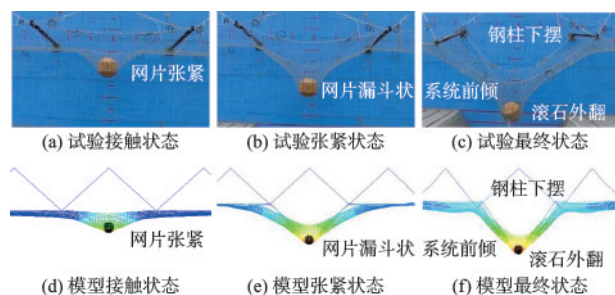 网片张紧
网片漏斗状
钢柱下摆
系统前倾
滚石外翻
(a) 试验接触状态
(b) 试验张紧状态
(c) 试验最终状态
网片张紧
网片漏斗状
钢柱下摆
系统前倾
滚石外翻
(d) 模型接触状态
(e) 模型张紧状态
(f) 模型最终状态